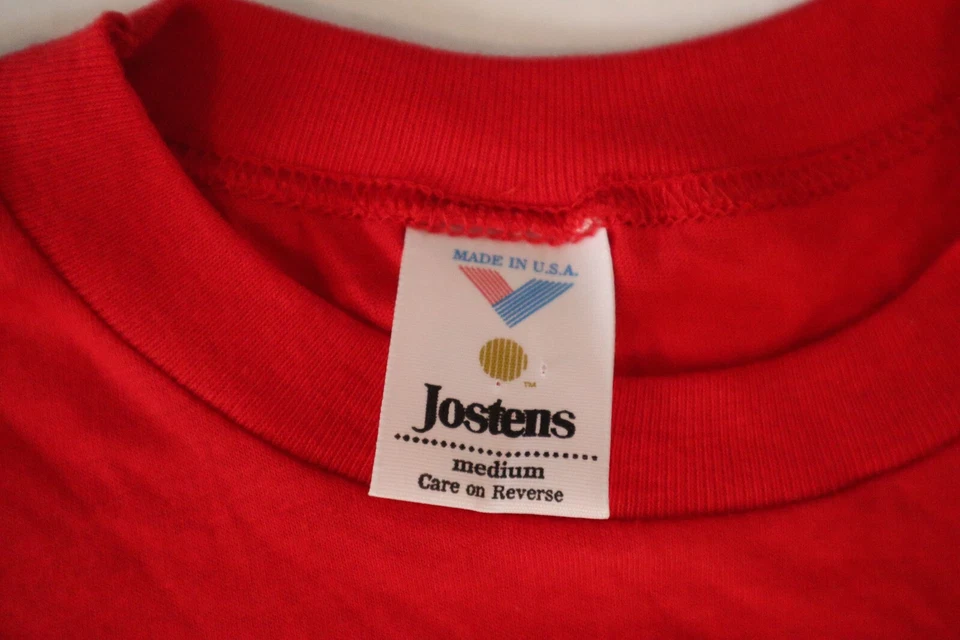 MADE IN U.S.A.
TM
Jostens
medium
Care on Reverse